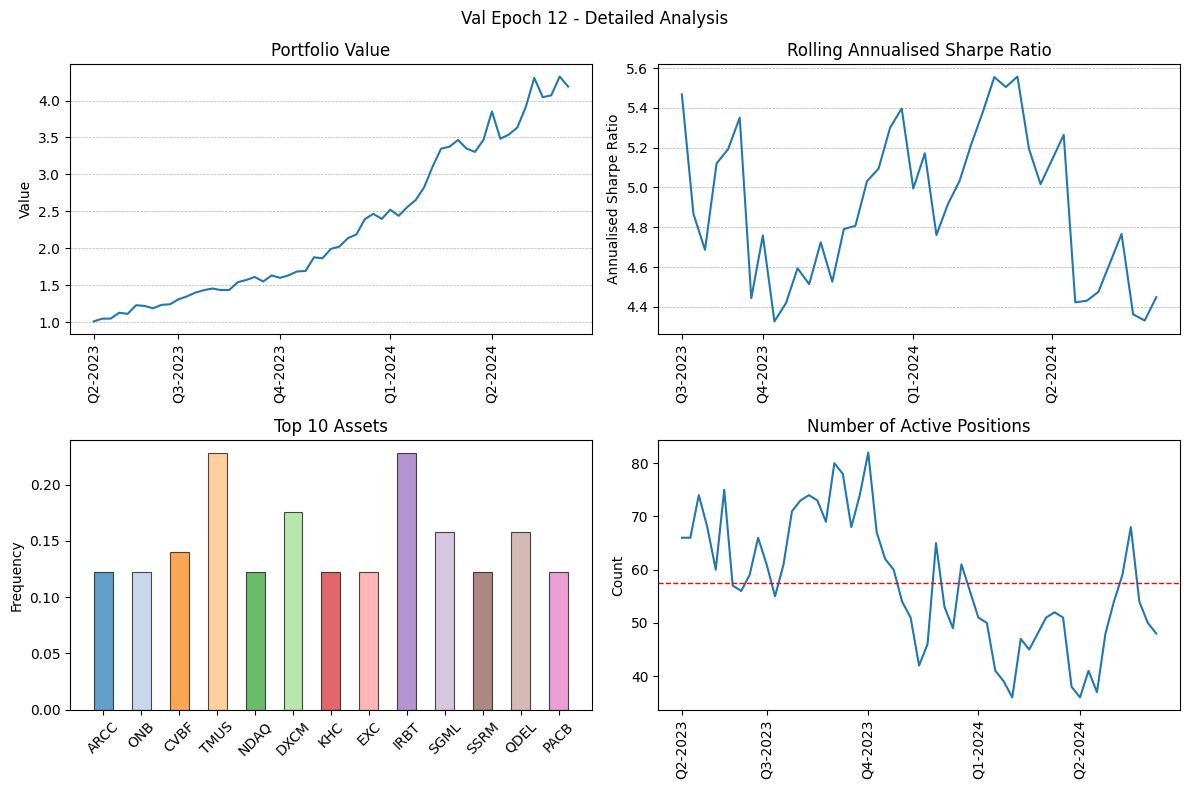 Val Epoch 12 - Detailed Analysis
Portfolio Value
Value
4.0
3.5
3.0
2.5
2.0
1.5
1.0
Q2-2023
Q3-2023
Q4-2023
Q1-2024
Q2-2024
Rolling Annualised Sharpe Ratio
Annualised Sharpe Ratio
5.6
5.4
5.2
5.0
4.8
4.6
4.4
Q3-2023
Q4-2023
Q1-2024
Q2-2024
Top 10 Assets
Frequency
0.20
0.15
0.10
0.05
0.00
ARCC
ONB
CVBF
TMUS
NDAQ
DXCM
KHC
EXC
IRBT
SGML
SSRM
QDEL
PACB
Number of Active Positions
Count
80
70
60
50
40
Q2-2023
Q3-2023
Q4-2023
Q1-2024
Q2-2024